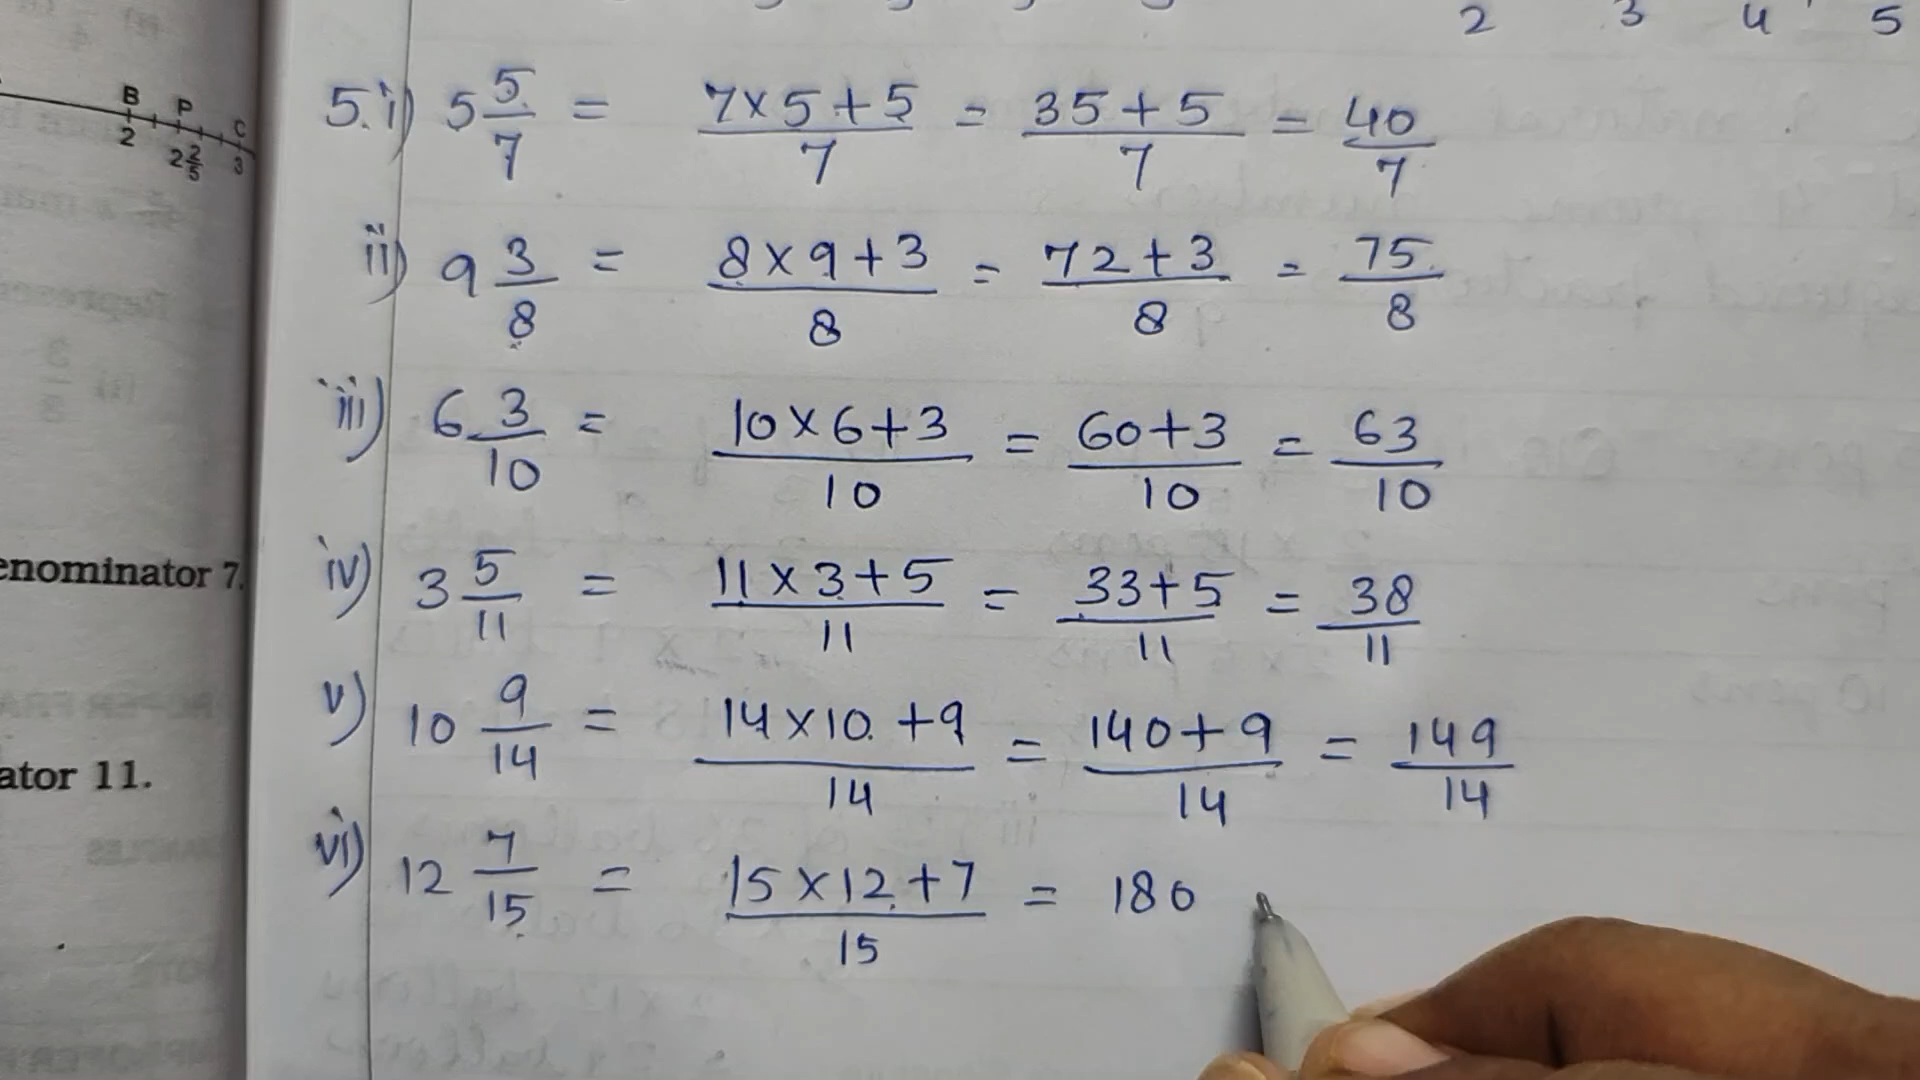 2 3 4 5
B P C
2 2 2/5 3
5. i) 5 5/7 = (7 × 5 + 5)/7 = (35 + 5)/7 = 40/7
ii) 9 3/8 = (8 × 9 + 3)/8 = (72 + 3)/8 = 75/8
iii) 6 3/10 = (10 × 6 + 3)/10 = (60 + 3)/10 = 63/10
iv) 3 5/11 = (11 × 3 + 5)/11 = (33 + 5)/11 = 38/11
enominator 7.
v) 10 9/14 = (14 × 10 + 9)/14 = (140 + 9)/14 = 149/14
ator 11.
vi) 12 7/15 = (15 × 12 + 7)/15 = 180